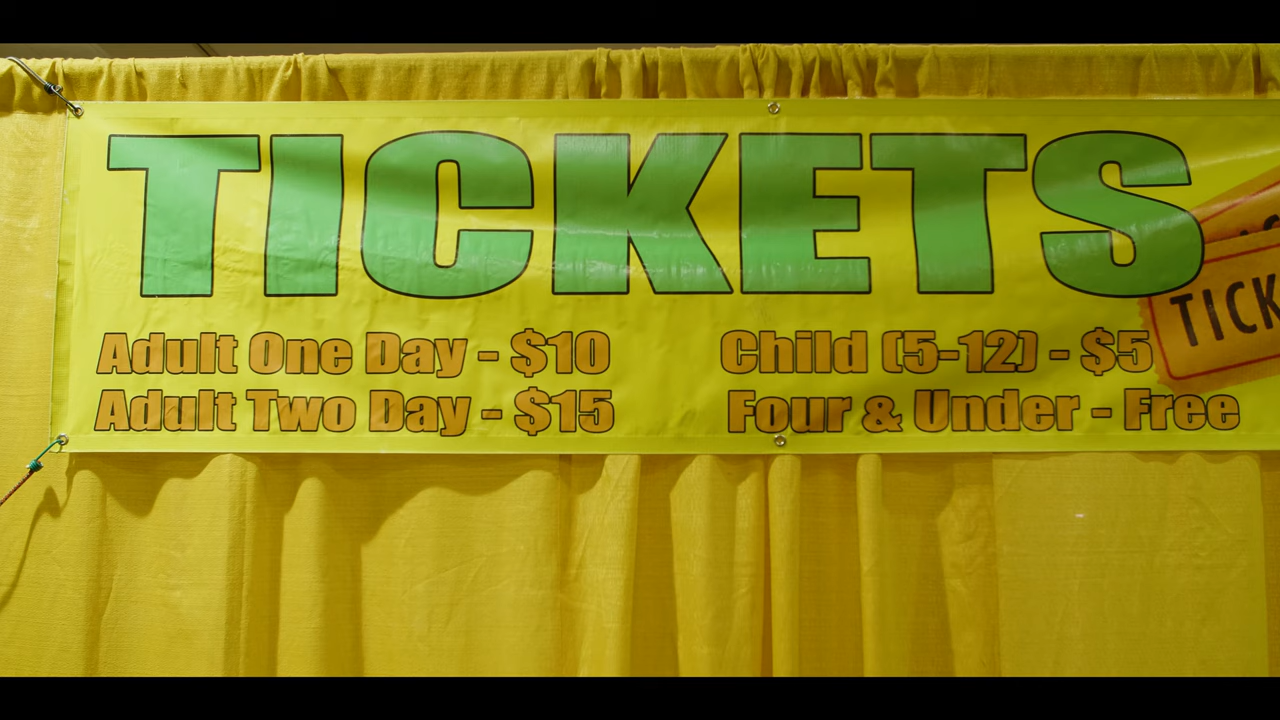 TICKETS
Adult One Day - $10
Adult Two Day - $15
Child (5-12) - $5
Four & Under - Free
TICK